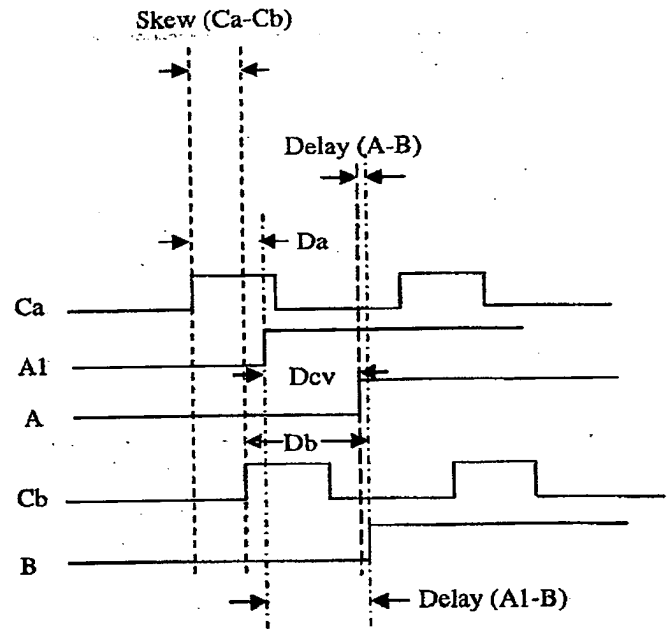 Skew (Ca-Cb)
Delay (A-B)
Da
Ca
A1
Dcv
A
Db
Cb
B
Delay (A1-B)